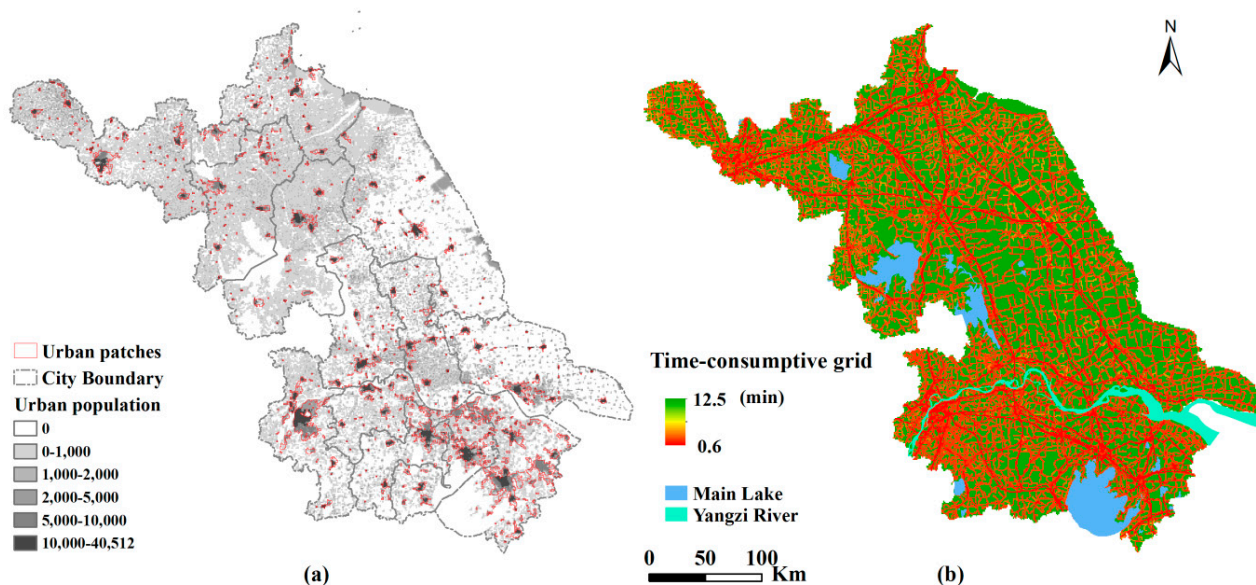 Urban patches
City Boundary
Urban population
0
0-1,000
1,000-2,000
2,000-5,000
5,000-10,000
10,000-40,512
(a)
N
Time-consumptive grid
12.5 (min)
0.6
Main Lake
Yangzi River
0 50 100
Km
(b)